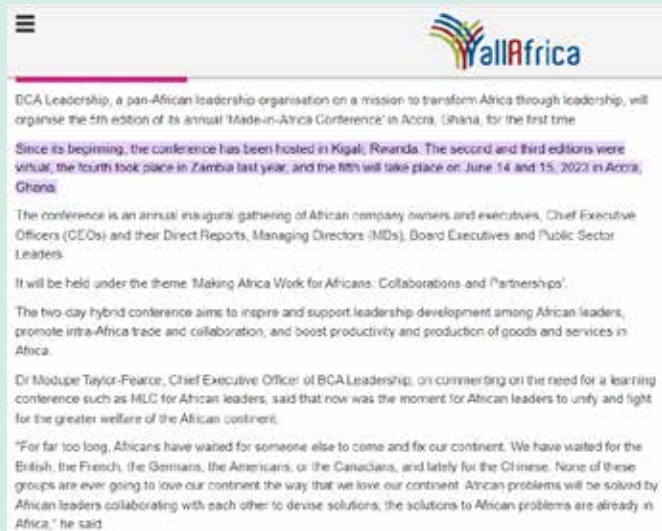 allAfrica
BCA Leadership, a pan-African leadership organisation on a mission to transform Africa through leadership, will
organise the 5th edition of its annual 'Made-in-Africa Conference' in Accra, Ghana, for the first time
Since its beginning, the conference has been hosted in Kigali, Rwanda. The second and third editions were
virtual, the fourth took place in Zambia last year, and the fifth will take place on June 14 and 15, 2023 in Accra,
Ghana.
The conference is an annual inaugural gathering of African company owners and executives, Chief Executive
Officers (CEOs) and their Direct Reports, Managing Directors (MDs), Board Executives and Public Sector
Leaders.
It will be held under the theme 'Making Africa Work for Africans: Collaborations and Partnerships'.
The two-day hybrid conference aims to inspire and support leadership development among African leaders,
promote intra-Africa trade and collaboration, and boost productivity and production of goods and services in
Africa.
Dr Modupe Taylor-Pearce, Chief Executive Officer of BCA Leadership, on commenting on the need for a learning
conference such as MLC for African leaders, said that now was the moment for African leaders to unify and fight
for the greater welfare of the African continent.
"For far too long, Africans have waited for someone else to come and fix our continent. We have waited for the
British, the French, the Germans, the Americans, or the Canadians, and lately for the Chinese. None of these
groups are ever going to love our continent the way that we love our continent. African problems will be solved by
African leaders collaborating with each other to devise solutions, the solutions to African problems are already in
Africa," he said